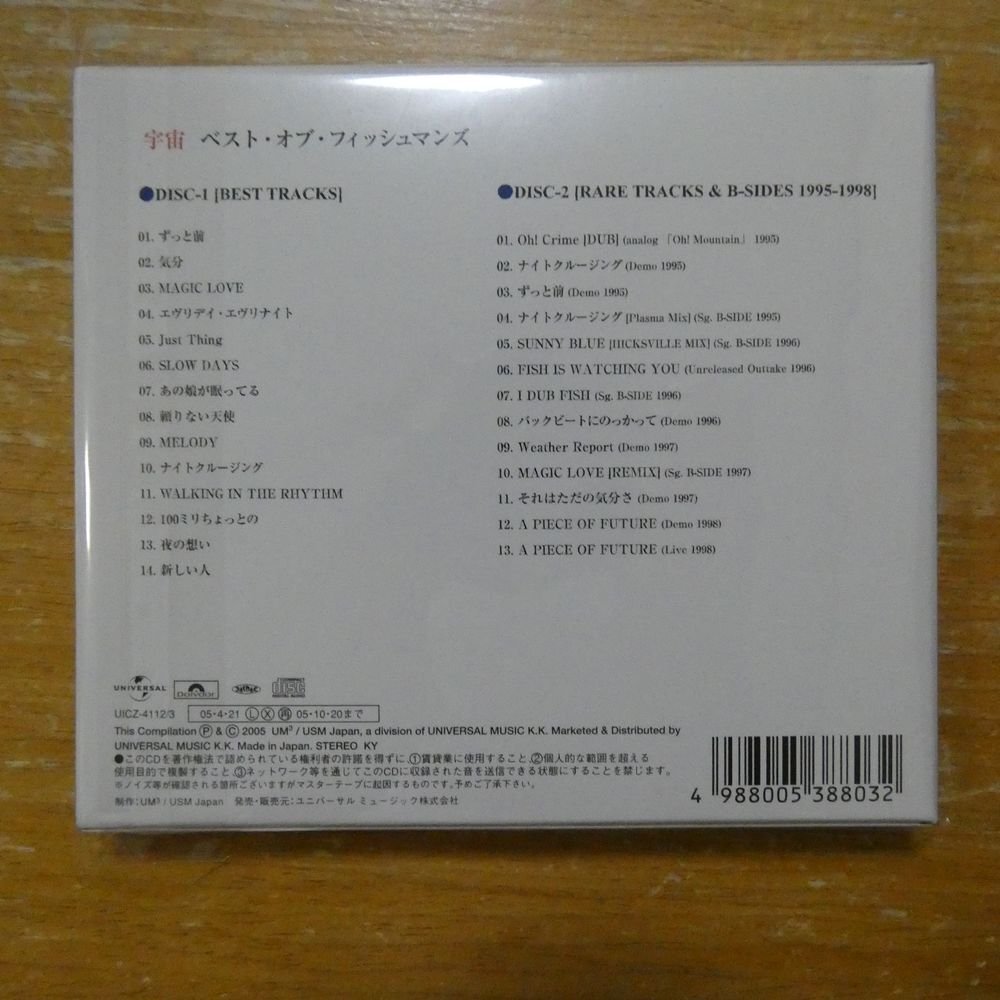 宇宙 ベスト・オブ・フィッシュマンズ
●DISC-1 [BEST TRACKS]
01. ずっと前
02. 気分
03. MAGIC LOVE
04. エヴリデイ・エヴリナイト
05. Just Thing
06. SLOW DAYS
07. あの娘が眠ってる
08. 頼りない天使
09. MELODY
10. ナイトクルージング
11. WALKING IN THE RHYTHM
12. 100ミリちょっとの
13. 夜の想い
14. 新しい人
●DISC-2 [RARE TRACKS & B-SIDES 1995-1998]
01. Oh! Crime [DUB] (analog 「Oh! Mountain」 1995)
02. ナイトクルージング (Demo 1995)
03. ずっと前 (Demo 1995)
04. ナイトクルージング [Plasma Mix] (Sg. B-SIDE 1995)
05. SUNNY BLUE [HICKSVILLE MIX] (Sg. B-SIDE 1996)
06. FISH IS WATCHING YOU (Unreleased Outtake 1996)
07. I DUB FISH (Sg. B-SIDE 1996)
08. バックビートにのっかって (Demo 1996)
09. Weather Report (Demo 1997)
10. MAGIC LOVE [REMIX] (Sg. B-SIDE 1997)
11. それはただの気分さ (Demo 1997)
12. A PIECE OF FUTURE (Demo 1998)
13. A PIECE OF FUTURE (Live 1998)
UNIVERSAL Polydor COMPACT disc DIGITAL AUDIO
UICZ-4112/3 05・4・21 Ⓛ Ⓧ 再 05・10・20まで
This Compilation Ⓟ & Ⓒ 2005 UM³ / USM Japan, a division of UNIVERSAL MUSIC K.K. Marketed & Distributed by
UNIVERSAL MUSIC K.K. Made in Japan. STEREO KY
●このCDを著作権法で認められている権利者の許諾を得ずに、①賃貸業に使用すること、②個人的な範囲を超える
使用目的で複製すること、③ネットワーク等を通じてこのCDに収録された音を送信できる状態にすることを禁じます。
※ノイズ等が確認される箇所ございますがマスターテープに起因するものです。予めご了承下さい。
制作：UM³ / USM Japan 発売・販売元：ユニバーサル ミュージック株式会社
4 988005 388032